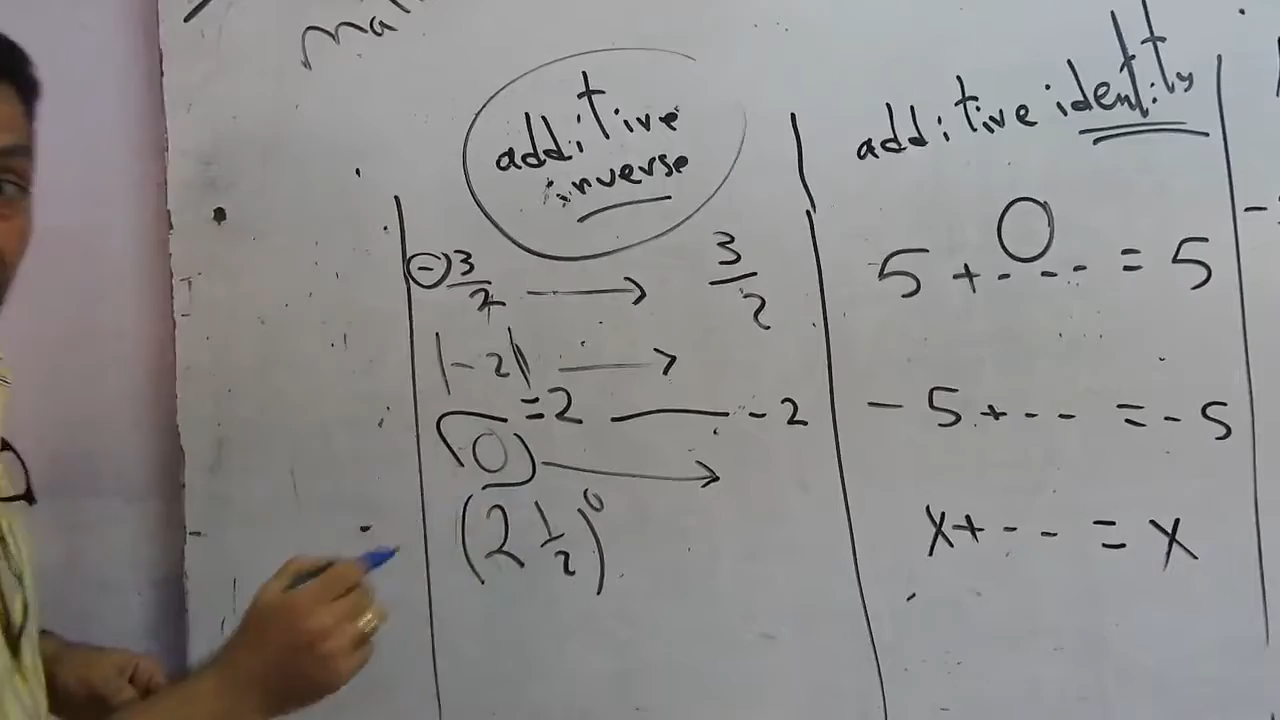 additive
inverse
-3/2 → 3/2
|-2| →
=2 —— -2
0 →
(2 1/2)^0
additive identity
5 + 0 = 5
-5 + --- = -5
x + --- = x